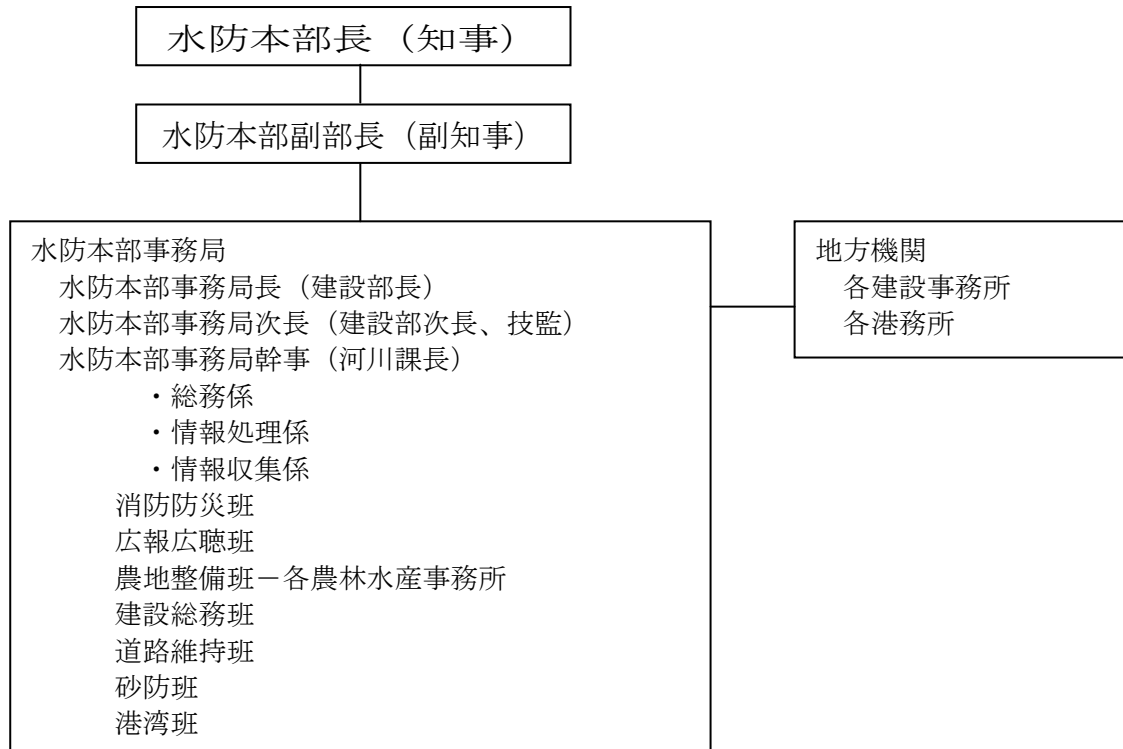 水防本部長（知事）
水防本部副部長（副知事）
水防本部事務局
水防本部事務局長（建設部長）
水防本部事務局次長（建設部次長、技監）
水防本部事務局幹事（河川課長）
・総務係
・情報処理係
・情報収集係
消防防災班
広報広聴班
農地整備班－各農林水産事務所
建設総務班
道路維持班
砂防班
港湾班
地方機関
各建設事務所
各港務所